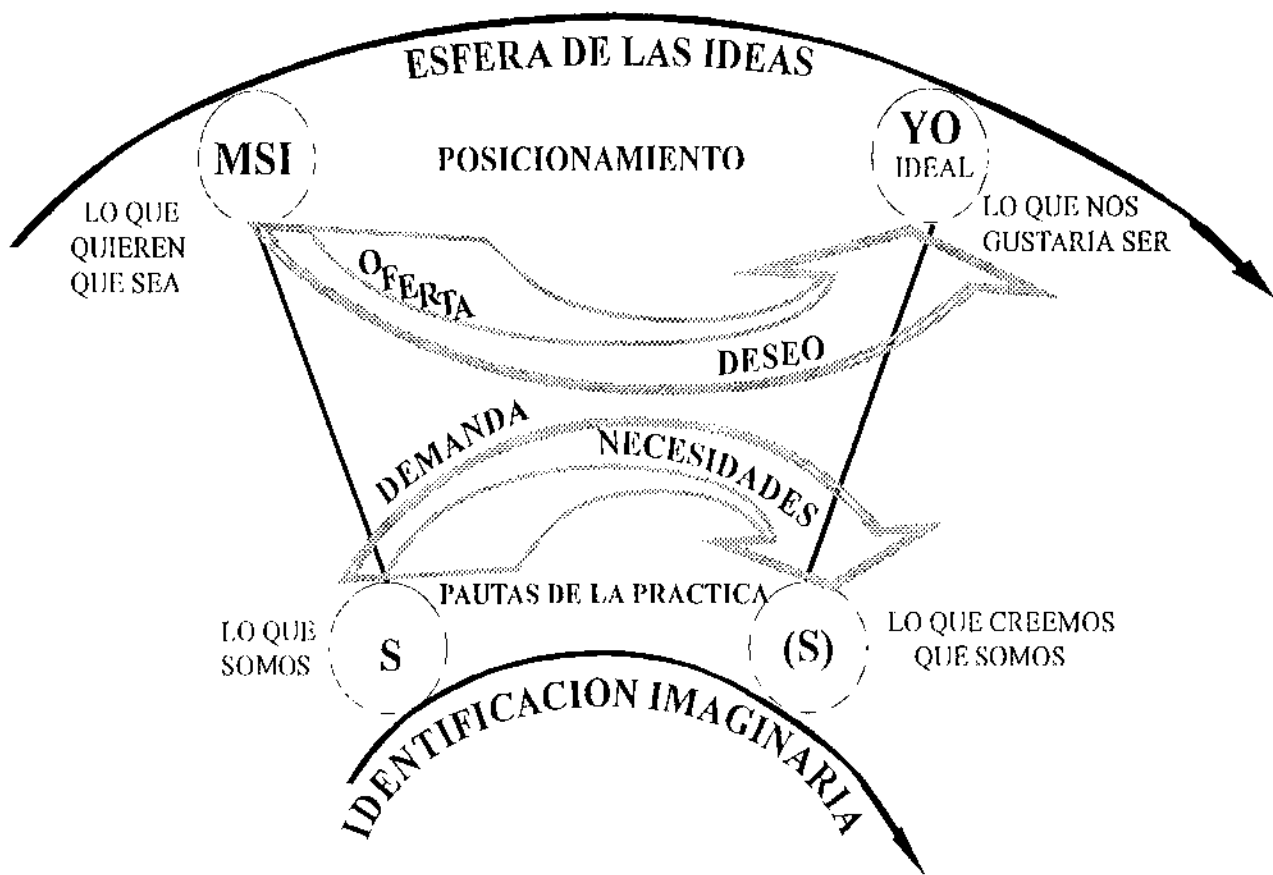 ESFERA DE LAS IDEAS
MSI
POSICIONAMIENTO
YO
IDEAL
LO QUE
QUIEREN
QUE SEA
LO QUE NOS
GUSTARIA SER
OFERTA
DESEO
DEMANDA
NECESIDADES
PAUTAS DE LA PRACTICA
LO QUE
SOMOS
S
(S)
LO QUE CREEMOS
QUE SOMOS
IDENTIFICACION IMAGINARIA